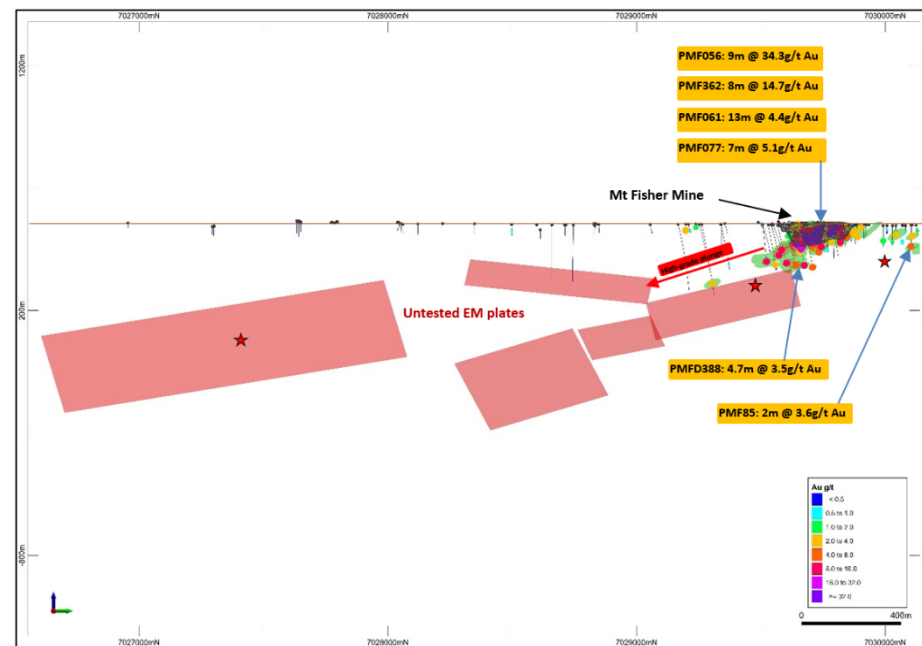 7027000mN 7028000mN 7029000mN 7030000mN
1200m
PMF056: 9m @ 34.3g/t Au
PMF362: 8m @ 14.7g/t Au
PMF061: 13m @ 4.4g/t Au
PMF077: 7m @ 5.1g/t Au
Mt Fisher Mine
High-grade plunge
200m
Untested EM plates
PMFD388: 4.7m @ 3.5g/t Au
PMF85: 2m @ 3.6g/t Au
Au g/t
< 0.5
0.5 to 1.0
1.0 to 2.0
2.0 to 4.0
4.0 to 8.0
8.0 to 16.0
16.0 to 32.0
>= 32.0
-800m
0 400m
7027000mN 7028000mN 7029000mN 7030000mN